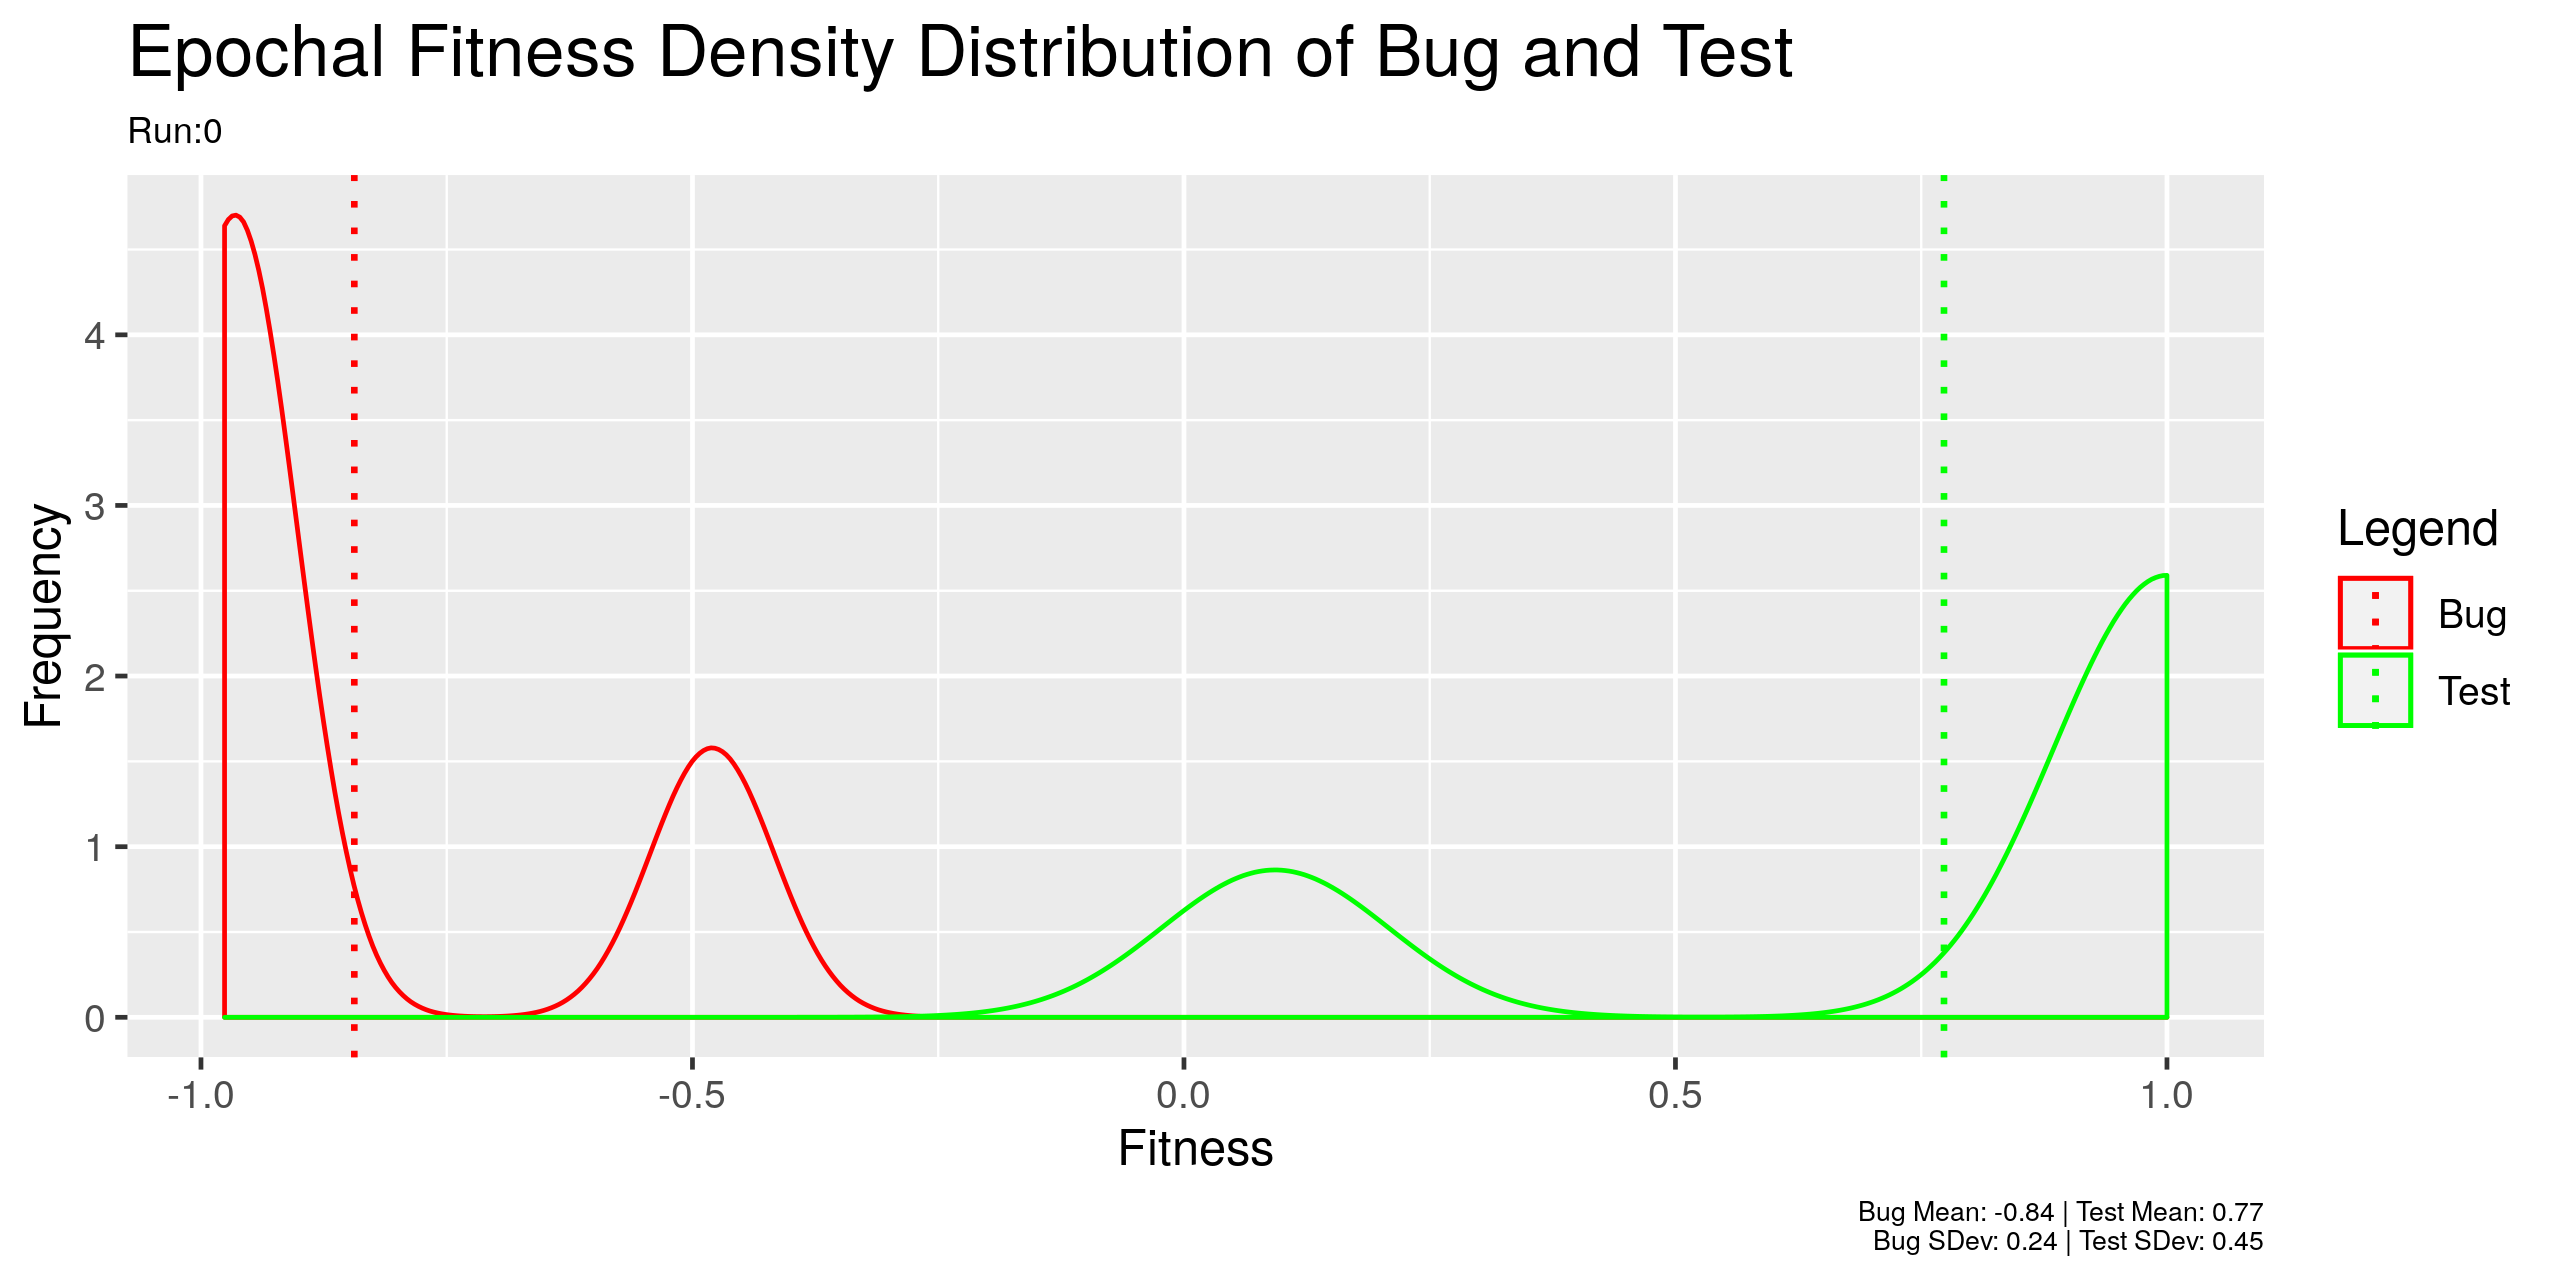 Epochal Fitness Density Distribution of Bug and Test
Run:0
Frequency
4
3
2
1
0
-1.0 -0.5 0.0 0.5 1.0
Fitness
Legend
Bug
Test
Bug Mean: -0.84 | Test Mean: 0.77
Bug SDev: 0.24 | Test SDev: 0.45